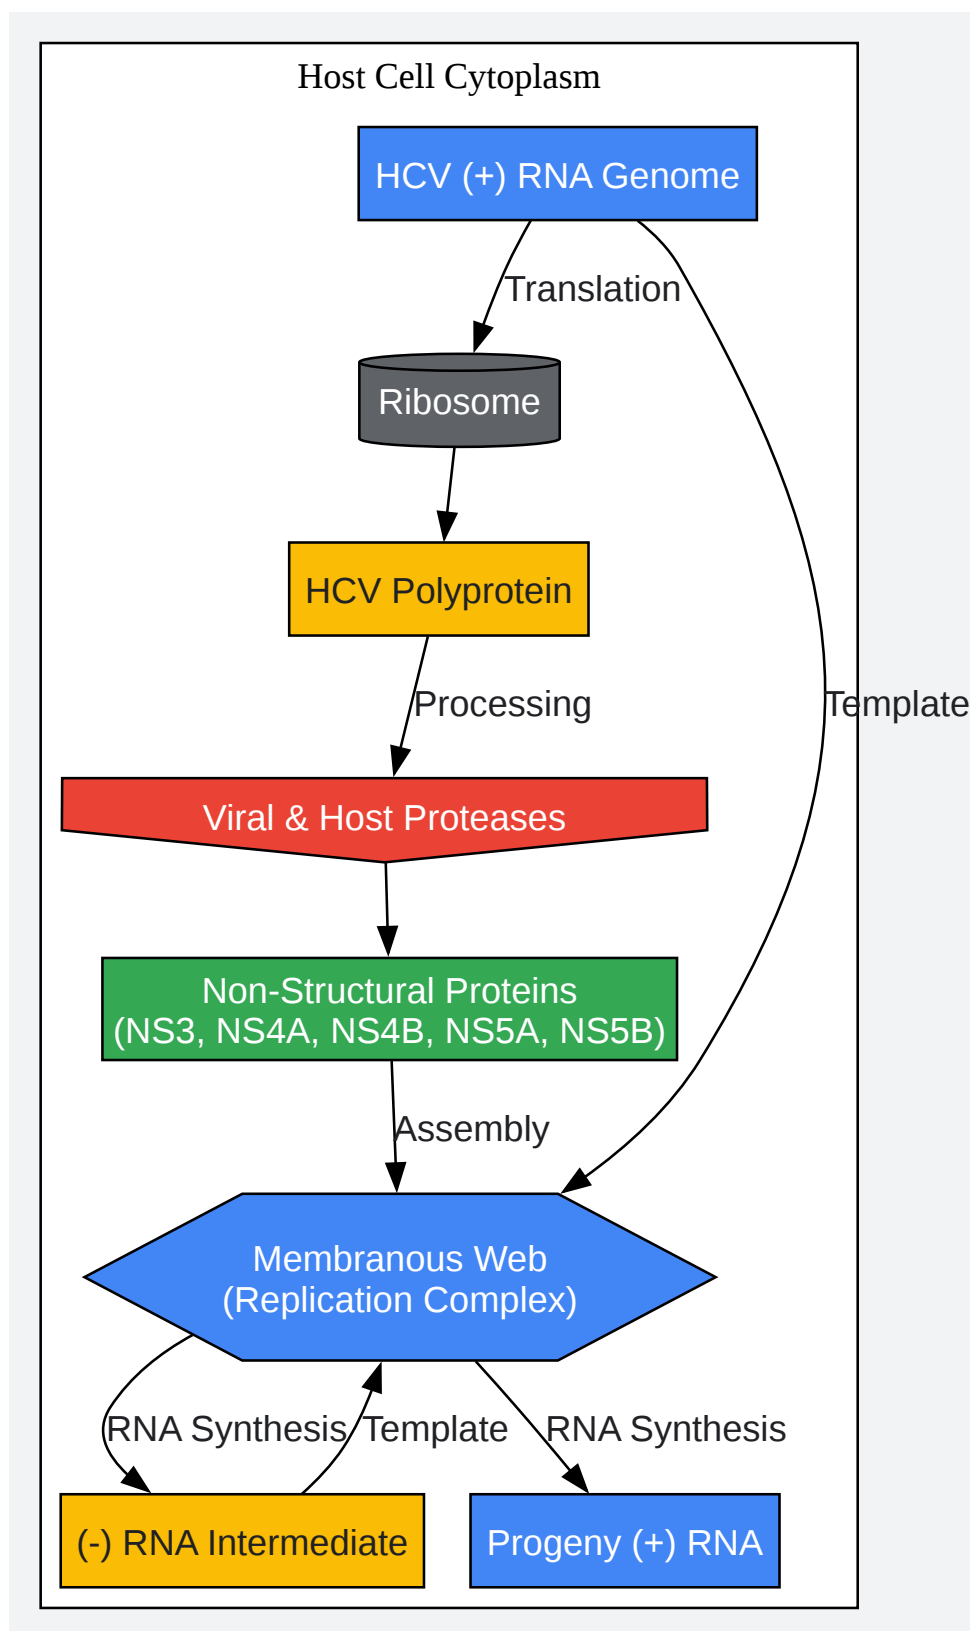 Host Cell Cytoplasm
HCV (+) RNA Genome
Translation
Ribosome
HCV Polyprotein
Processing
Template
Viral & Host Proteases
Non-Structural Proteins
(NS3, NS4A, NS4B, NS5A, NS5B)
Assembly
Membranous Web
(Replication Complex)
RNA Synthesis
Template
RNA Synthesis
(-) RNA Intermediate
Progeny (+) RNA